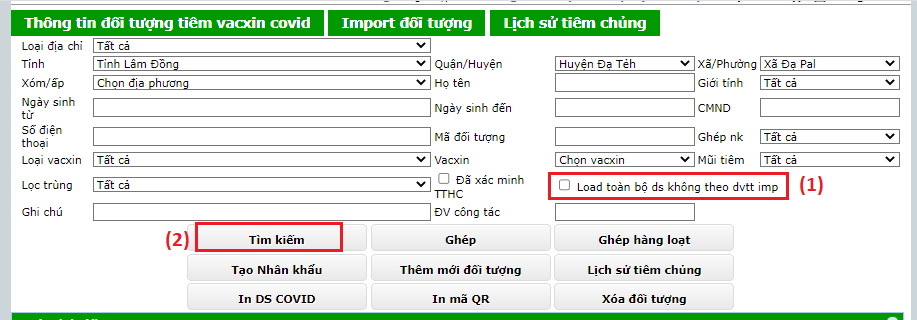 Thông tin đối tượng tiêm vacxin covid Import đối tượng Lịch sử tiêm chủng
Loại địa chỉ Tất cả
Tỉnh Tỉnh Lâm Đồng Quận/Huyện Huyện Đạ Tẻh Xã/Phường Xã Đạ Pal
Xóm/ấp Chọn địa phương Họ tên Giới tính Tất cả
Ngày sinh từ Ngày sinh đến CMND
Số điện thoại Mã đối tượng Ghép nk Tất cả
Loại vacxin Tất cả Vacxin Chọn vacxin Mũi tiêm Tất cả
Lọc trùng Tất cả Đã xác minh TTHC Load toàn bộ ds không theo dvtt imp (1)
Ghi chú ĐV công tác
(2) Tìm kiếm Ghép Ghép hàng loạt
Tạo Nhân khẩu Thêm mới đối tượng Lịch sử tiêm chủng
In DS COVID In mã QR Xóa đối tượng